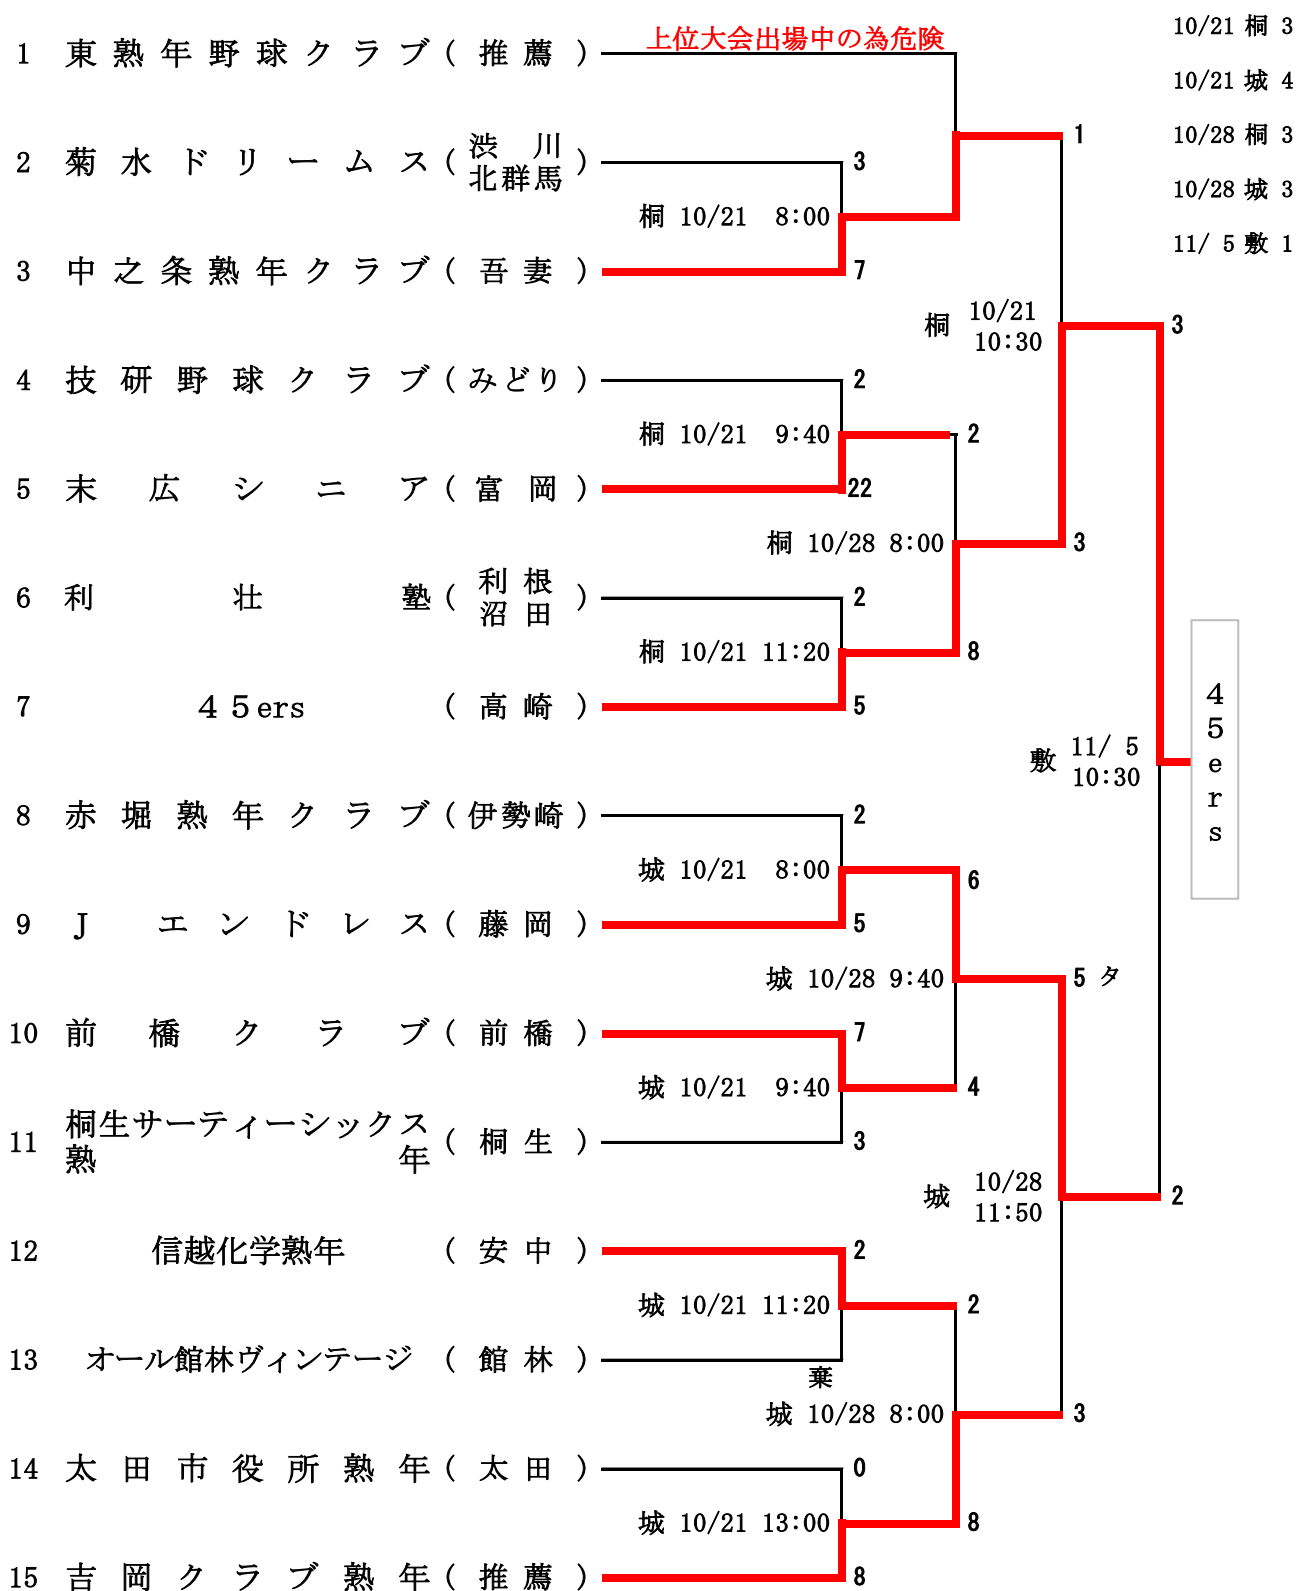 上位大会出場中の為危険
10/21 桐 3
10/21 城 4
10/28 桐 3
10/28 城 3
11/ 5 敷 1
1 東熟年野球クラブ ( 推薦 )
1
2 菊水ドリームス ( 渋川
北群馬 )
3
桐 10/21 8:00
3 中之条熟年クラブ ( 吾妻 )
7
桐 10/21
10:30
3
4 技研野球クラブ ( みどり )
2
桐 10/21 9:40
2
5 末広シニア ( 富岡 )
22
桐 10/28 8:00
3
6 利壮塾 ( 利根
沼田 )
2
桐 10/21 11:20
8
7 45ers ( 高崎 )
5
敷 11/ 5
10:30
45ers
8 赤堀熟年クラブ ( 伊勢崎 )
2
城 10/21 8:00
6
9 J エンドレス ( 藤岡 )
5
城 10/28 9:40
5 タ
10 前橋クラブ ( 前橋 )
7
城 10/21 9:40
4
11 桐生サーティーシックス
熟年 ( 桐生 )
3
城 10/28
11:50
2
12 信越化学熟年 ( 安中 )
2
城 10/21 11:20
2
13 オール館林ヴィンテージ ( 館林 )
棄
城 10/28 8:00
3
14 太田市役所熟年 ( 太田 )
0
城 10/21 13:00
8
15 吉岡クラブ熟年 ( 推薦 )
8